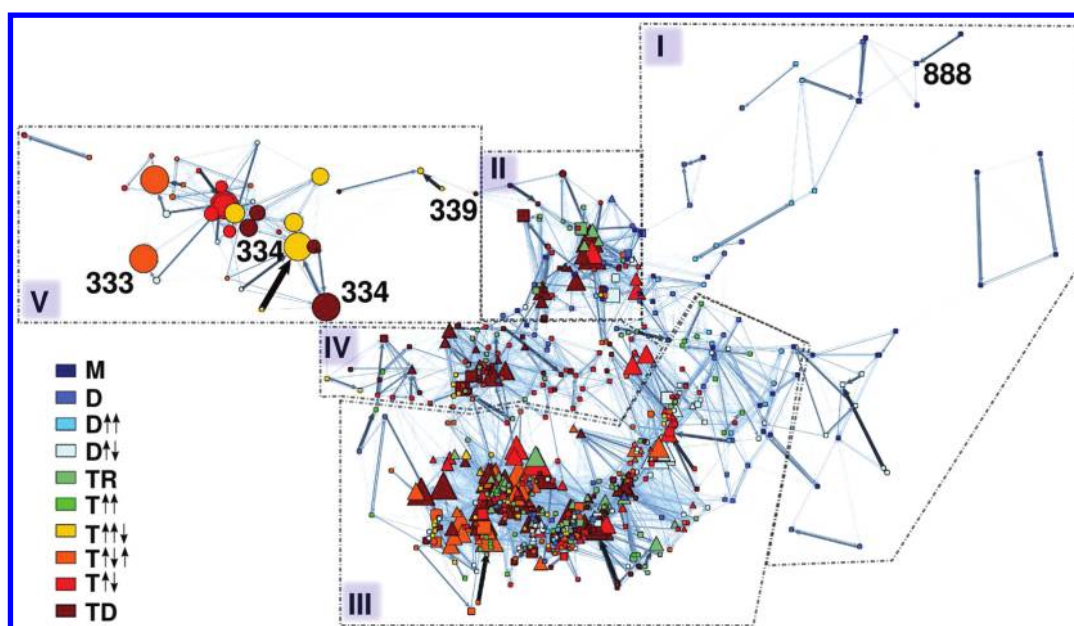 I
888
II
339
334
333
334
V
IV
M
D
D↑↑
D↑↓
TR
T↑↑
T↑↑↓
T↑↓↑
T↑↓
TD
III